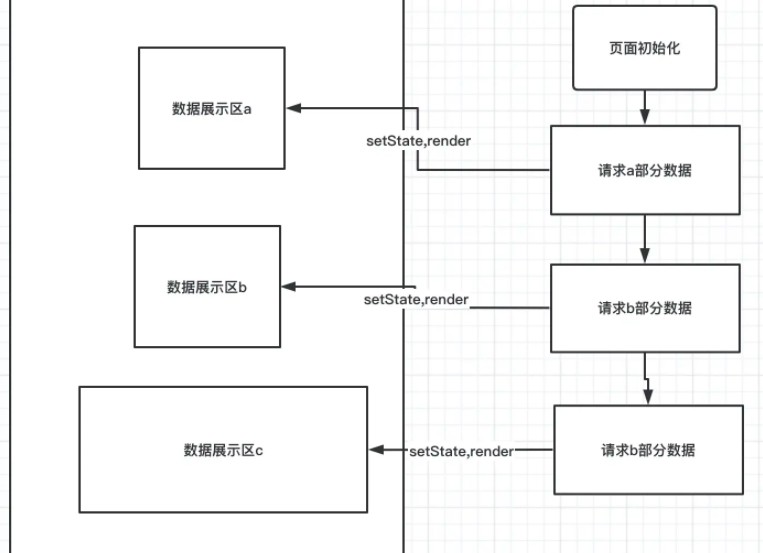 页面初始化
数据展示区a
setState,render
请求a部分数据
数据展示区b
setState,render
请求b部分数据
数据展示区c
setState,render
请求b部分数据